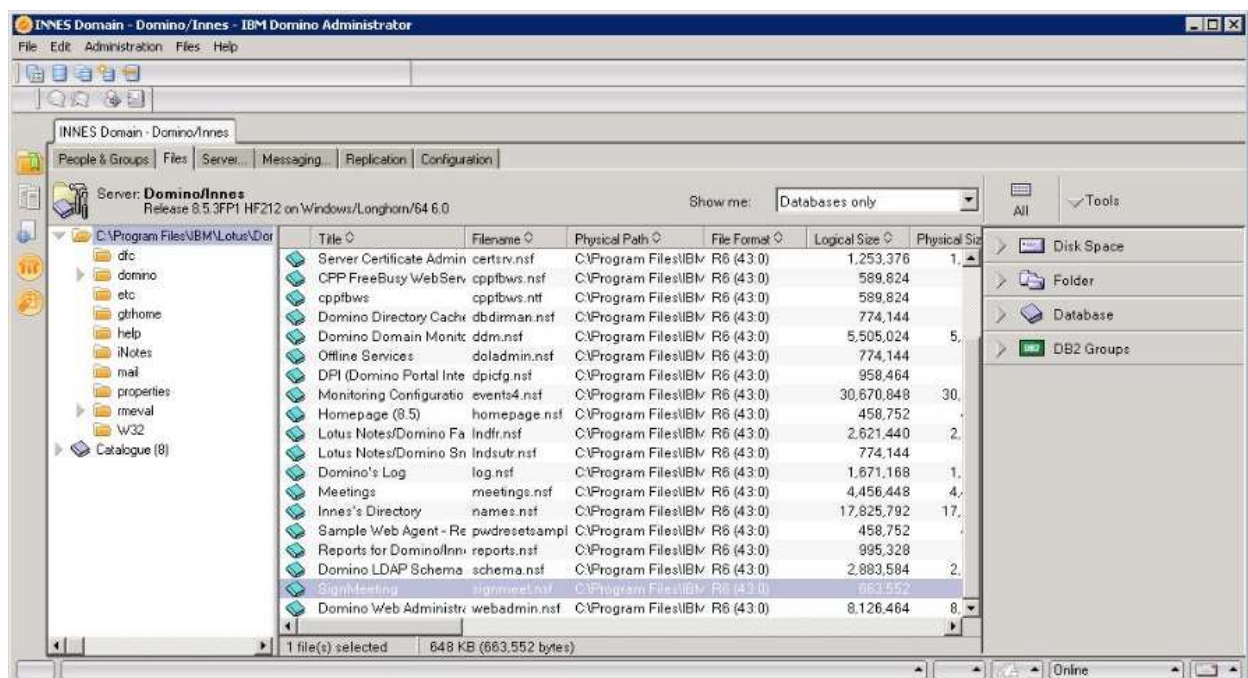 INNES Domain - Domino/Innes - IBM Domino Administrator
File Edit Administration Files Help
INNES Domain - Domino/Innes
People & Groups Files Server... Messaging... Replication Configuration
Server: Domino/Innes
Release 8.5.3FP1 HF212 on Windows/Longhorn/64 6.0
Show me: Databases only
All Tools
C:\Program Files\IBM\Lotus\Dor
dfc
domino
etc
gtrhome
help
iNotes
mail
properties
rmeval
W32
Catalogue (8)
Title Filename Physical Path File Format Logical Size Physical Siz
Server Certificate Admin certsrv.nsf C:\Program Files\IBM R6 (43:0) 1,253,376 1,
CPP FreeBusy WebServ cppfbws.nsf C:\Program Files\IBM R6 (43:0) 589,824
cppfbws cppfbws.ntf C:\Program Files\IBM R6 (43:0) 589,824
Domino Directory Cache dbdirman.nsf C:\Program Files\IBM R6 (43:0) 774,144
Domino Domain Monito ddm.nsf C:\Program Files\IBM R6 (43:0) 5,505,024 5,
Offline Services doladmin.nsf C:\Program Files\IBM R6 (43:0) 774,144
DPI (Domino Portal Inte dpicfg.nsf C:\Program Files\IBM R6 (43:0) 958,464
Monitoring Configuratio events4.nsf C:\Program Files\IBM R6 (43:0) 30,670,848 30,
Homepage (8.5) homepage.nsf C:\Program Files\IBM R6 (43:0) 458,752
Lotus Notes/Domino Fa lndfr.nsf C:\Program Files\IBM R6 (43:0) 2,621,440 2,
Lotus Notes/Domino Sn lndsutr.nsf C:\Program Files\IBM R6 (43:0) 774,144
Domino's Log log.nsf C:\Program Files\IBM R6 (43:0) 1,671,168 1,
Meetings meetings.nsf C:\Program Files\IBM R6 (43:0) 4,456,448 4,
Innes's Directory names.nsf C:\Program Files\IBM R6 (43:0) 17,825,792 17,
Sample Web Agent - Re pwdresetsampl C:\Program Files\IBM R6 (43:0) 458,752
Reports for Domino/Inn reports.nsf C:\Program Files\IBM R6 (43:0) 995,328
Domino LDAP Schema schema.nsf C:\Program Files\IBM R6 (43:0) 2,883,584 2,
SignMeeting signmeet.nsf C:\Program Files\IBM R6 (43:0) 663,552
Domino Web Administra webadmin.nsf C:\Program Files\IBM R6 (43:0) 8,126,464 8,
1 file(s) selected 648 KB (663,552 bytes)
Disk Space
Folder
Database
DB2 DB2 Groups
Online